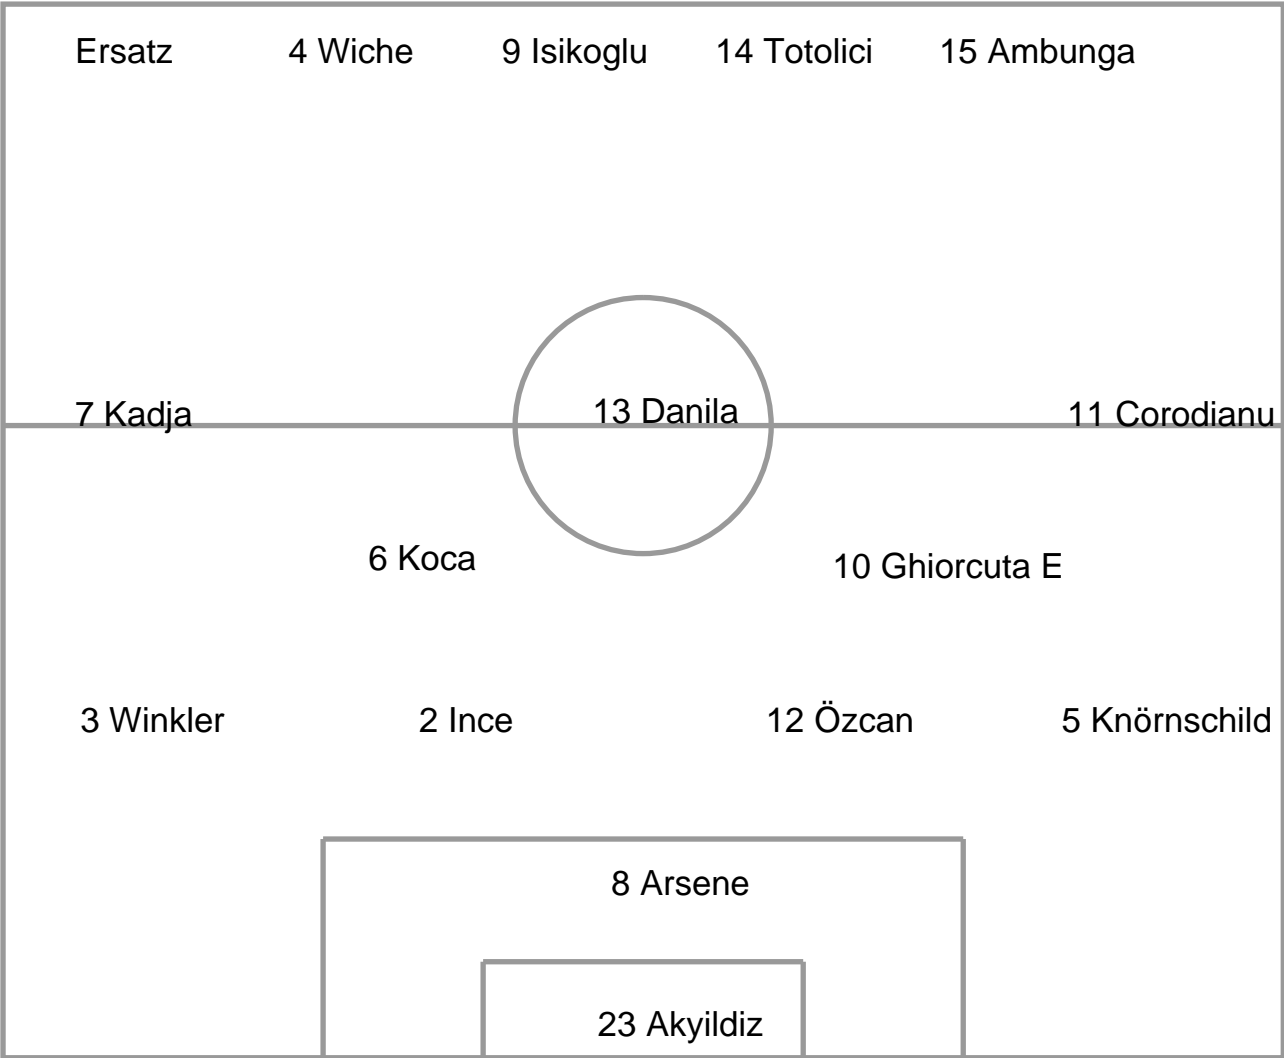 Ersatz 4 Wiche 9 Isikoglu 14 Totolici 15 Ambunga
7 Kadja 13 Danila 11 Corodianu
6 Koca 10 Ghiorcuta E
3 Winkler 2 Ince 12 Özcan 5 Knörnschild
8 Arsene
23 Akyildiz